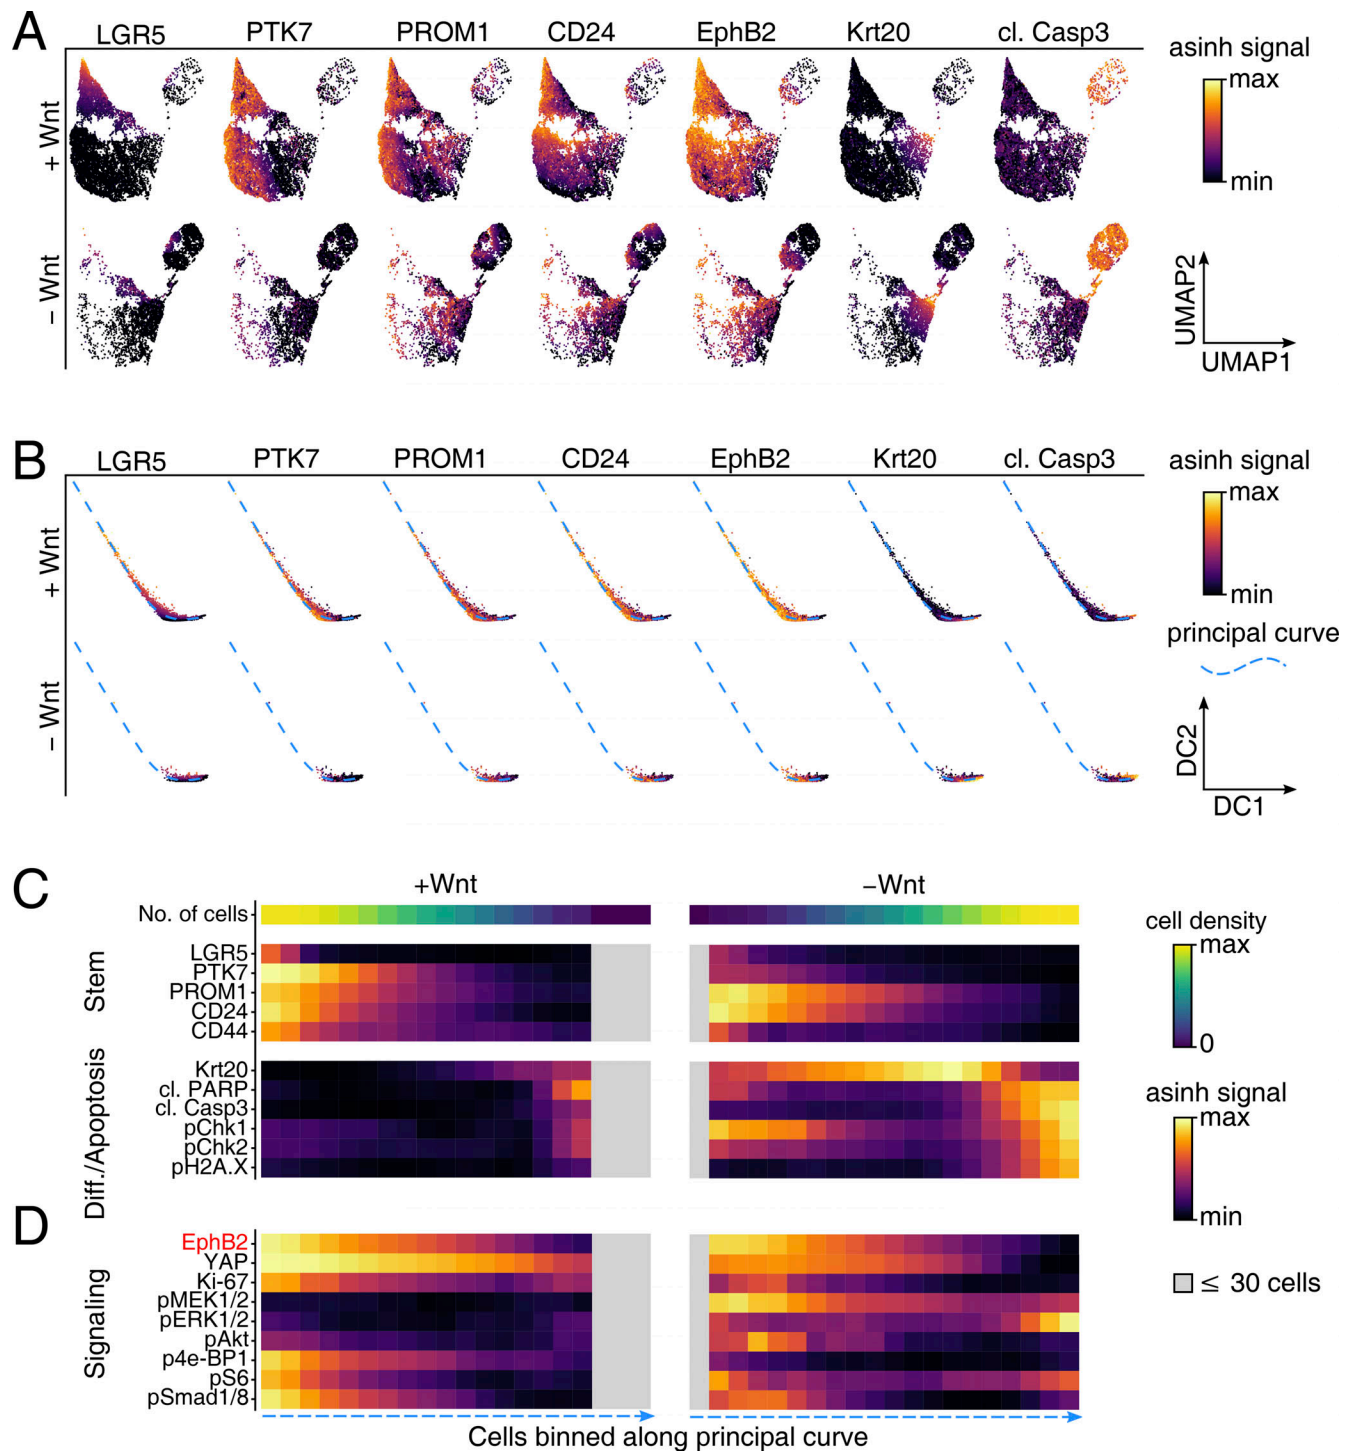 A
LGR5 PTK7 PROM1 CD24 EphB2 Krt20 cl. Casp3
asinh signal
max
min
+ Wnt
− Wnt
UMAP2
UMAP1
B
LGR5 PTK7 PROM1 CD24 EphB2 Krt20 cl. Casp3
asinh signal
max
min
+ Wnt
principal curve
− Wnt
DC2
DC1
C
+Wnt −Wnt
No. of cells
cell density
max
0
Stem
LGR5
PTK7
PROM1
CD24
CD44
Diff./Apoptosis
Krt20
cl. PARP
cl. Casp3
pChk1
pChk2
pH2A.X
asinh signal
max
min
D
Signaling
EphB2
YAP
Ki-67
pMEK1/2
pERK1/2
pAkt
p4e-BP1
pS6
pSmad1/8
≤ 30 cells
Cells binned along principal curve